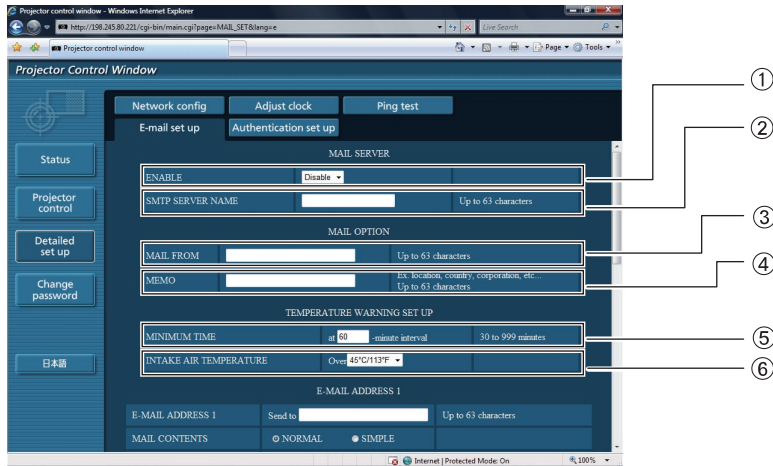 Projector control window - Windows Internet Explorer
http://198.245.80.221/cgi-bin/main.cgi?page=MAIL_SET&lang=e
Live Search
Projector control window
Page
Tools
Projector Control Window
Network config
Adjust clock
Ping test
E-mail set up
Authentication set up
Status
Projector control
Detailed set up
Change password
日本語
MAIL SERVER
ENABLE Disable
SMTP SERVER NAME Up to 63 characters
MAIL OPTION
MAIL FROM Up to 63 characters
MEMO Ex. location, country, corporation, etc...
Up to 63 characters
TEMPERATURE WARNING SET UP
MINIMUM TIME at 60 -minute interval 30 to 999 minutes
INTAKE AIR TEMPERATURE Over 45°C/113°F
E-MAIL ADDRESS 1
E-MAIL ADDRESS 1 Send to Up to 63 characters
MAIL CONTENTS NORMAL SIMPLE
Internet | Protected Mode: On
100%
①
②
③
④
⑤
⑥